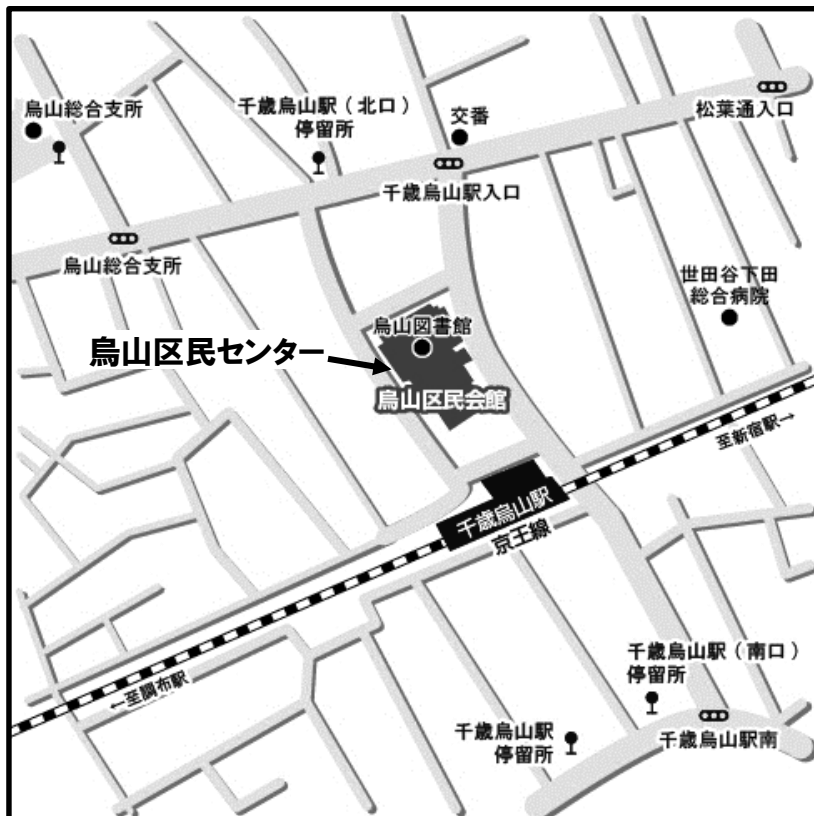 烏山総合支所
千歳烏山駅（北口）
停留所
交番
松葉通入口
千歳烏山駅入口
烏山総合支所
世田谷下田
総合病院
烏山図書館
烏山区民センター
烏山区民会館
至新宿駅→
千歳烏山駅
京王線
千歳烏山駅（南口）
停留所
←至調布駅
千歳烏山駅
停留所
千歳烏山駅南